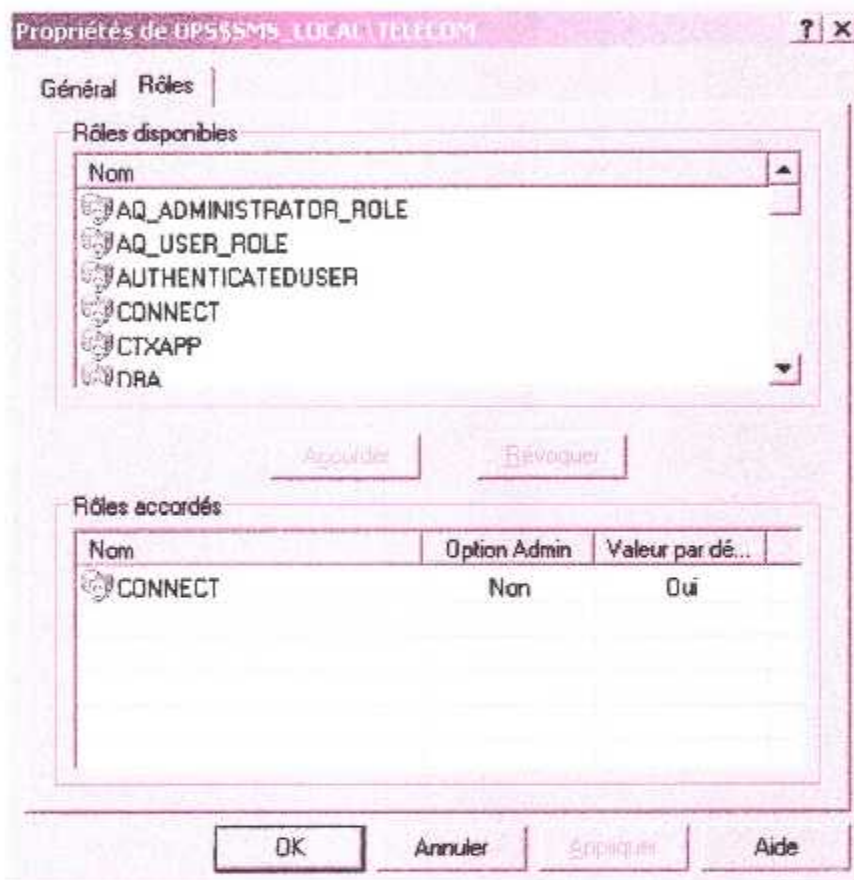 Propriétés de OPS$SMS_LOCAL\TELECOM
? ×
Général Rôles
Rôles disponibles
Nom
AQ_ADMINISTRATOR_ROLE
AQ_USER_ROLE
AUTHENTICATEDUSER
CONNECT
CTXAPP
DBA
Accorder Révoquer
Rôles accordés
Nom Option Admin Valeur par dé...
CONNECT Non Oui
OK Annuler Appliquer Aide